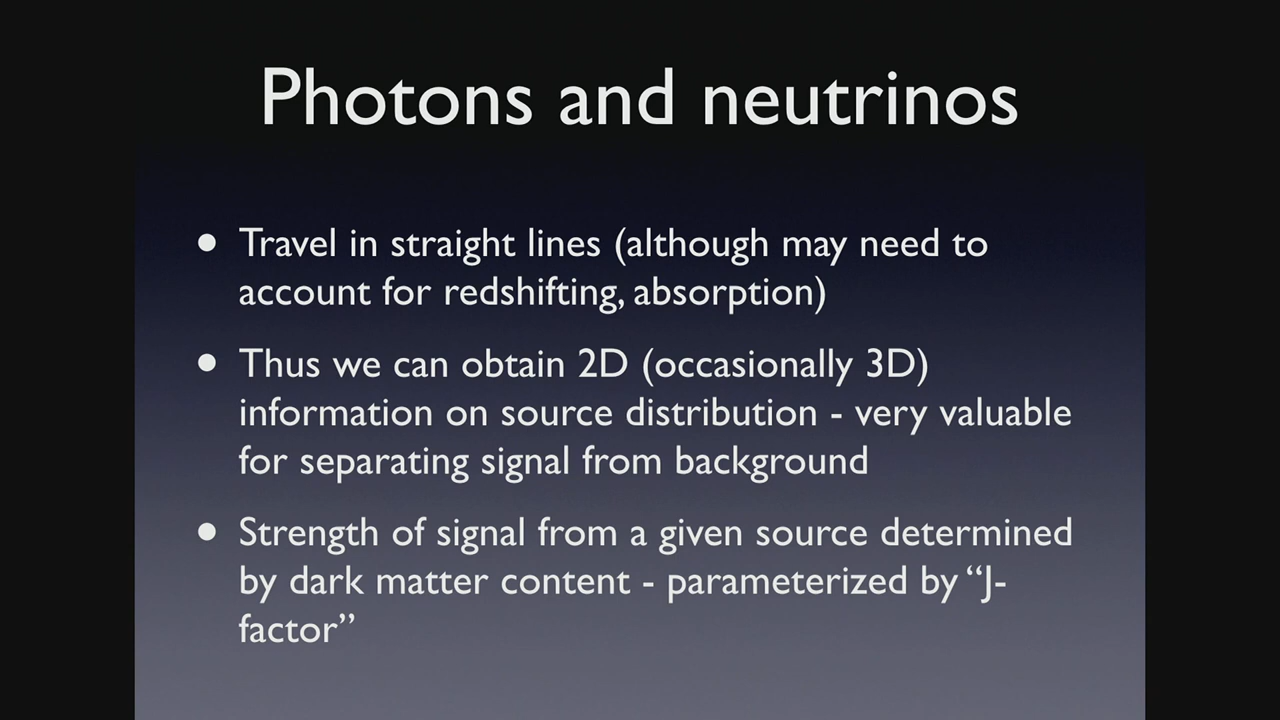 Photons and neutrinos
• Travel in straight lines (although may need to
account for redshifting, absorption)
• Thus we can obtain 2D (occasionally 3D)
information on source distribution - very valuable
for separating signal from background
• Strength of signal from a given source determined
by dark matter content - parameterized by “J-
factor”